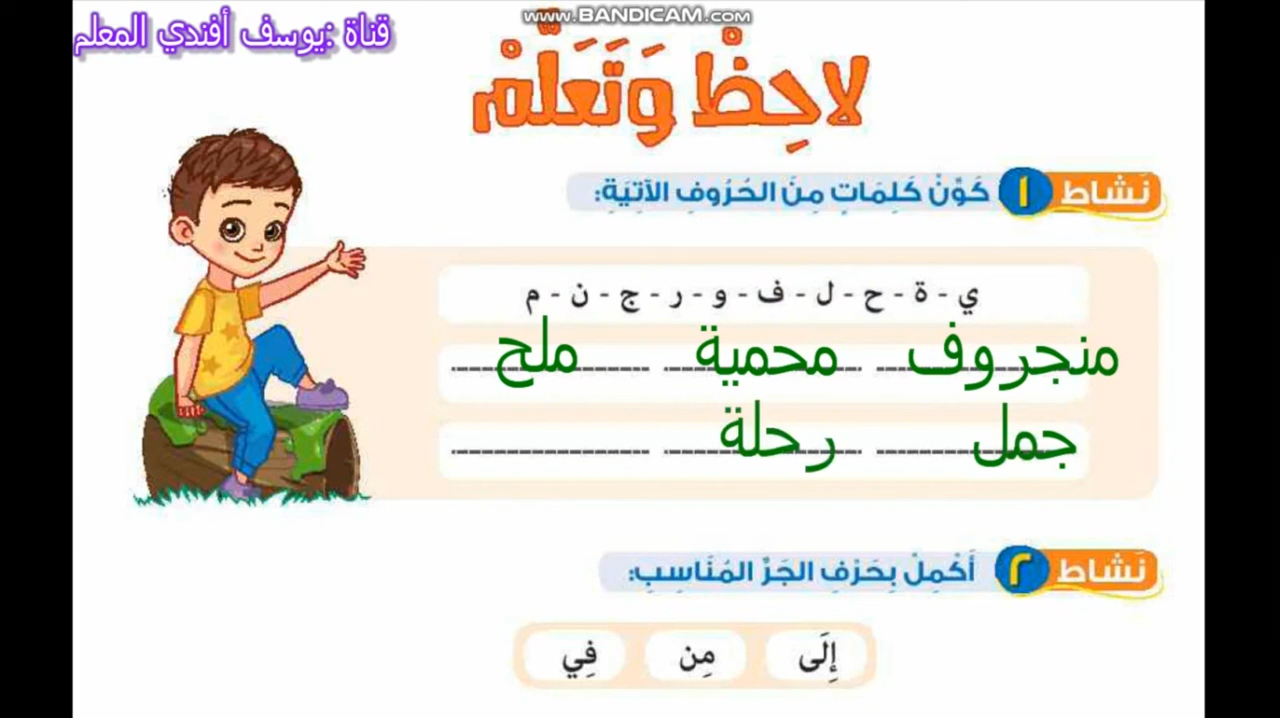 www.BANDICAM.com
قناة :يوسف أفندي المعلم
لاحِظْ وَتَعَلَّمْ
نَشاط ١ كَوِّنْ كَلِمَاتٍ مِنَ الحُرُوفِ الآتِيَةِ:
ي - ة - ح - ل - ف - و - ر - ج - ن - م
منجروف محمية ملح
جمل رحلة
نَشاط ٢ أَكْمِلْ بِحَرْفِ الجَرِّ المُنَاسِبِ:
إِلَى مِن فِي